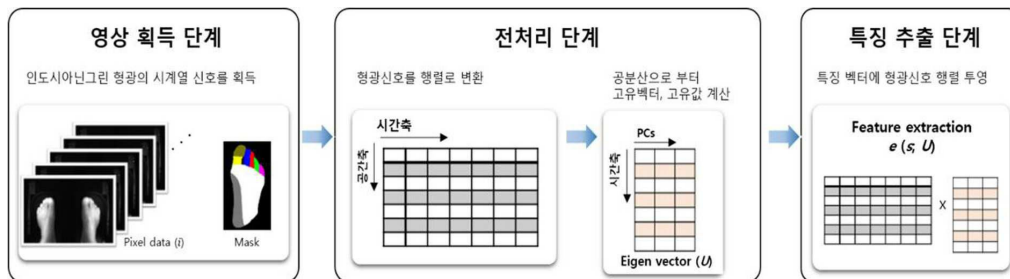 영상 획득 단계
인도시아닌그린 형광의 시계열 신호를 획득
Pixel data (i)
Mask
전처리 단계
형광신호를 행렬로 변환
시간축
공간축
공분산으로 부터
고유벡터, 고유값 계산
PCs
시간축
Eigen vector (U)
특징 추출 단계
특징 벡터에 형광신호 행렬 투영
Feature extraction
e (s; U)
X